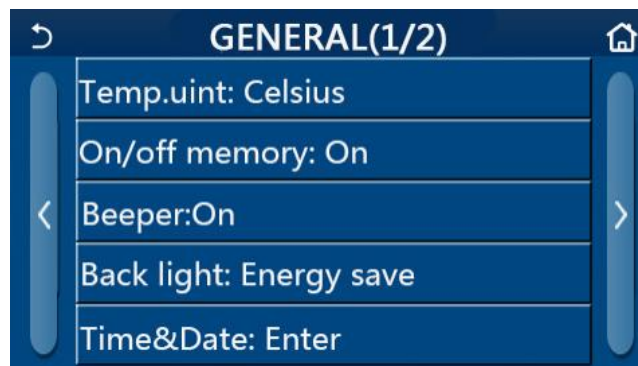 GENERAL(1/2)
Temp.uint: Celsius
On/off memory: On
Beeper:On
Back light: Energy save
Time&Date: Enter